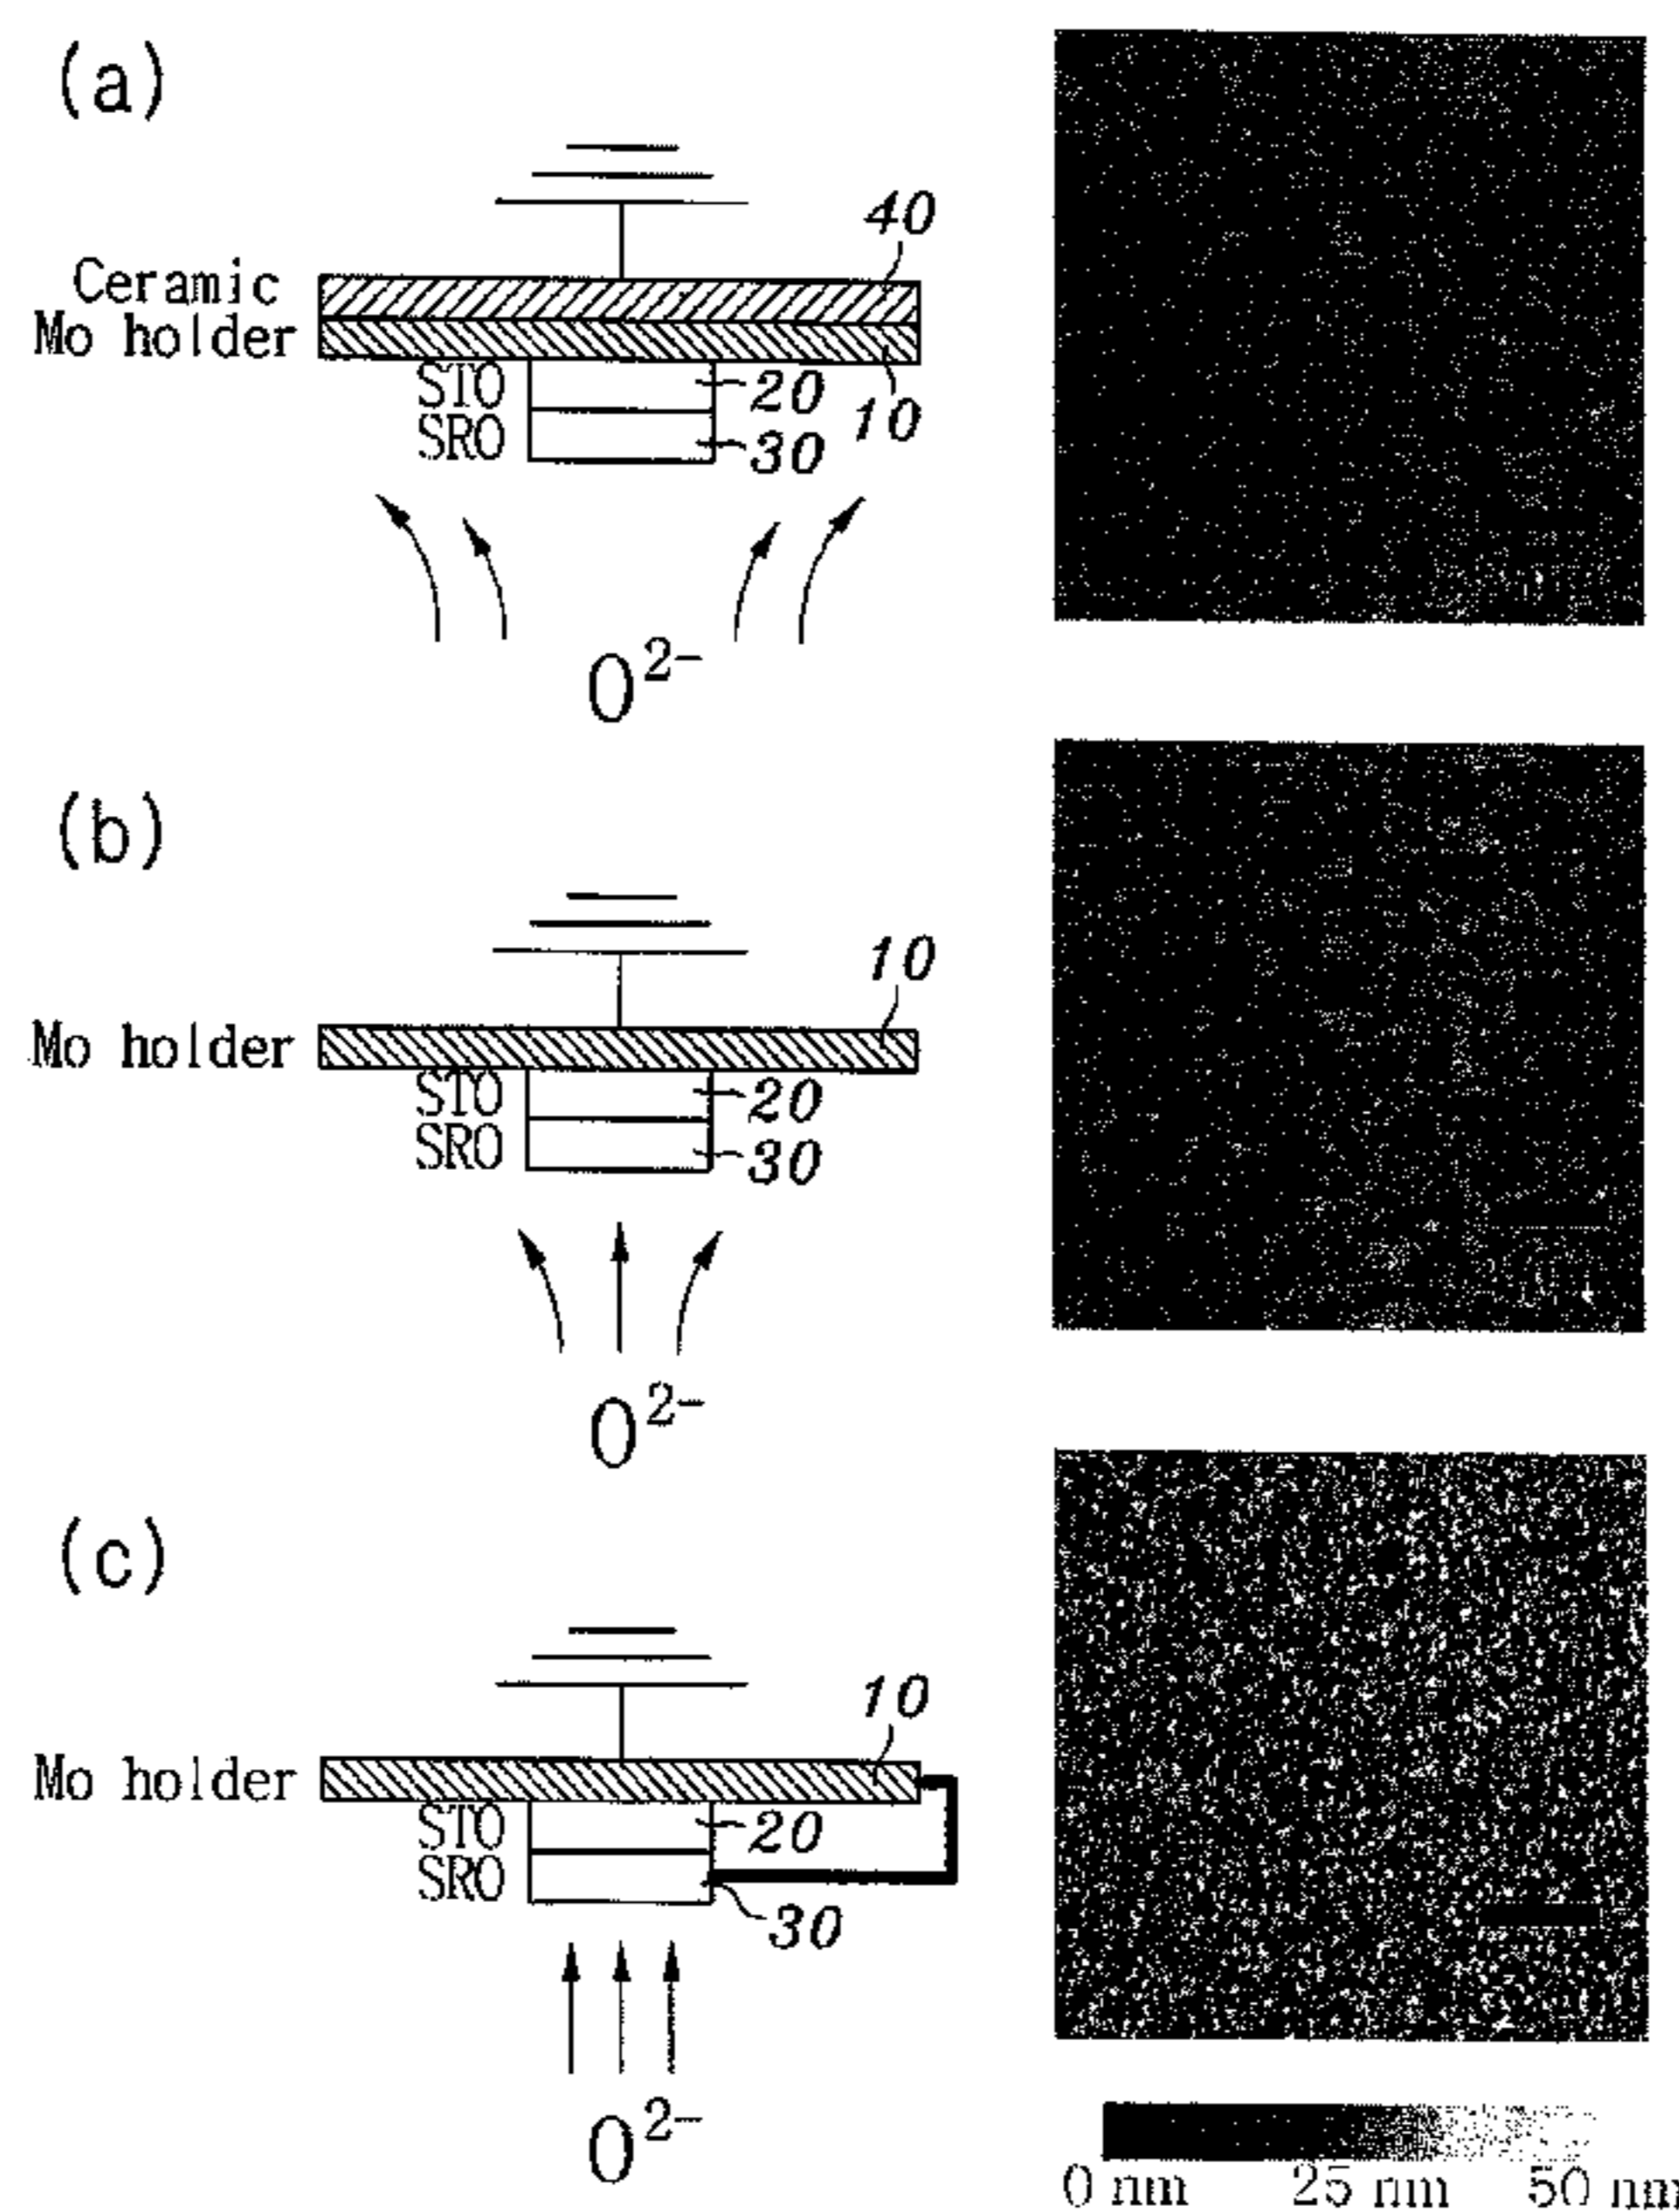 (a)
40
Ceramic
Mo holder
STO 20 10
SRO 30
O²⁻
(b)
10
Mo holder
STO 20
SRO 30
O²⁻
(c)
10
Mo holder
STO 20
SRO
30
O²⁻
0 nm 25 nm 50 nm